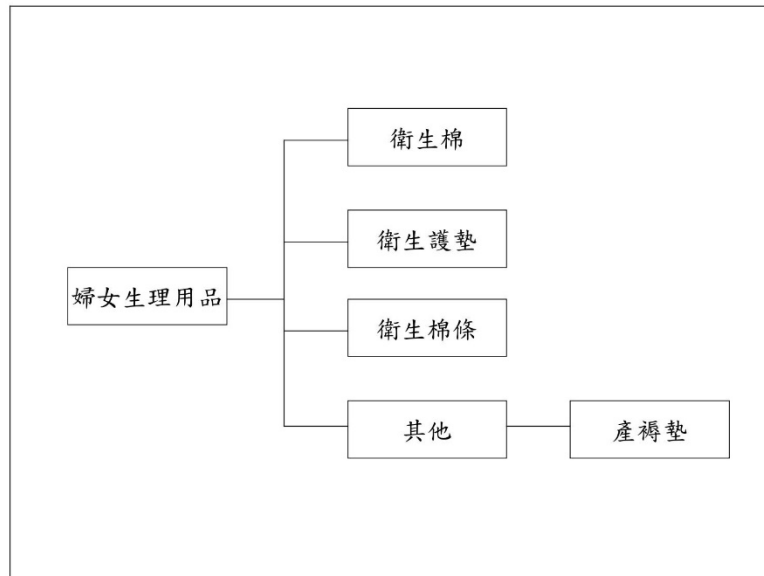 衛生棉
衛生護墊
婦女生理用品
衛生棉條
其他
產褥墊